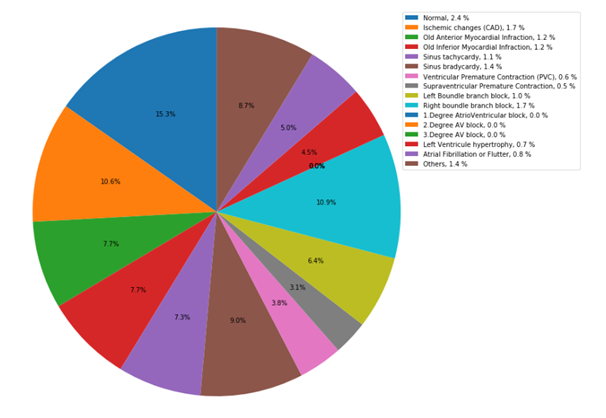 Normal, 2.4 %
Ischemic changes (CAD), 1.7 %
Old Anterior Myocardial Infraction, 1.2 %
Old Inferior Myocardial Infraction, 1.2 %
Sinus tachycardy, 1.1 %
Sinus bradycardy, 1.4 %
Ventricular Premature Contraction (PVC), 0.6 %
Supraventricular Premature Contraction, 0.5 %
Left Boundle branch block, 1.0 %
Right boundle branch block, 1.7 %
1.Degree AtrioVentricular block, 0.0 %
2.Degree AV block, 0.0 %
3.Degree AV block, 0.0 %
Left Ventricule hypertrophy, 0.7 %
Atrial Fibrillation or Flutter, 0.8 %
Others, 1.4 %
8.7%
15.3%
5.0%
4.5%
0.0%
10.6%
10.9%
7.7%
6.4%
7.7%
3.1%
3.8%
7.3%
9.0%